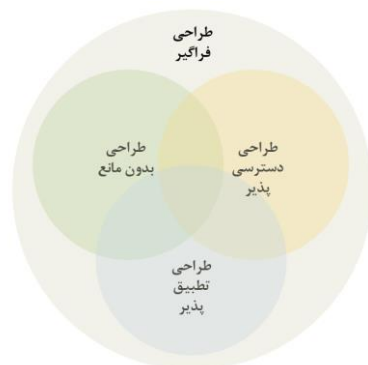 طراحی
فراگیر
طراحی
دسترسی
پذیر
طراحی
بدون مانع
طراحی
تطبیق
پذیر